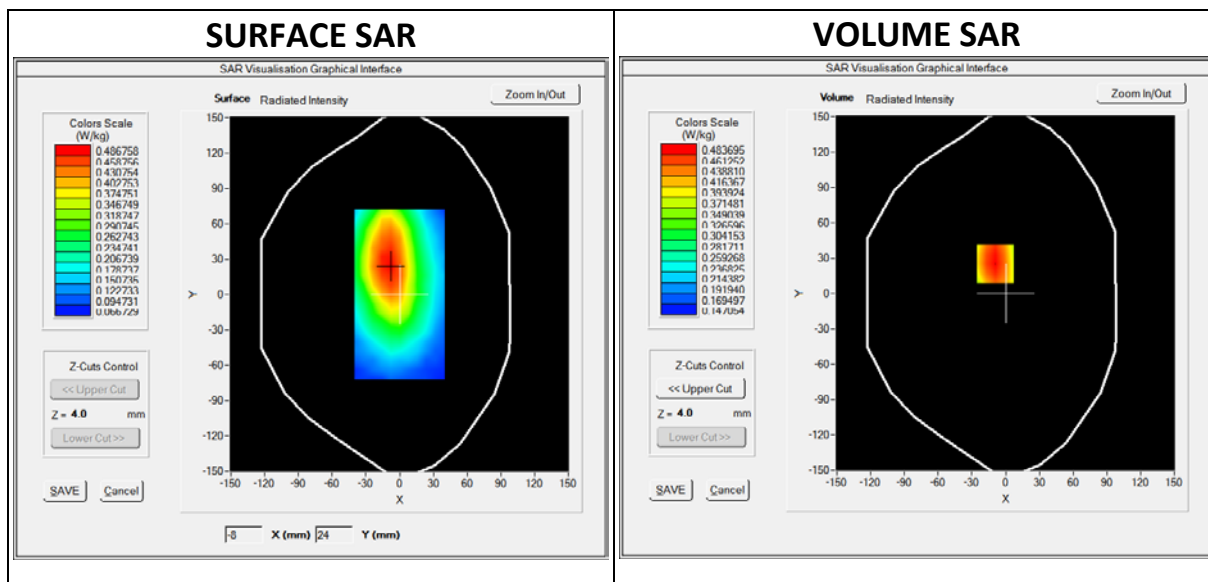 SURFACE SAR
SAR Visualisation Graphical Interface
Surface Radiated Intensity
Zoom In/Out
Colors Scale
(W/kg)
0.486758
0.458756
0.430754
0.402753
0.374751
0.346749
0.318747
0.290745
0.262743
0.234741
0.206739
0.178737
0.150735
0.122733
0.094731
0.066729
Z-Cuts Control
<< Upper Cut
Z = 4.0 mm
Lower Cut >>
SAVE Cancel
150
120
90
60
30
0
-30
-60
-90
-120
-150
Y
-150 -120 -90 -60 -30 0 30 60 90 120 150
X
-8 X (mm) 24 Y (mm)
VOLUME SAR
SAR Visualisation Graphical Interface
Volume Radiated Intensity
Zoom In/Out
Colors Scale
(W/kg)
0.483695
0.461252
0.438810
0.416367
0.393924
0.371481
0.349039
0.326596
0.304153
0.281711
0.259268
0.236825
0.214382
0.191940
0.169497
0.147054
Z-Cuts Control
<< Upper Cut
Z = 4.0 mm
Lower Cut >>
SAVE Cancel
150
120
90
60
30
0
-30
-60
-90
-120
-150
Y
-150 -120 -90 -60 -30 0 30 60 90 120 150
X